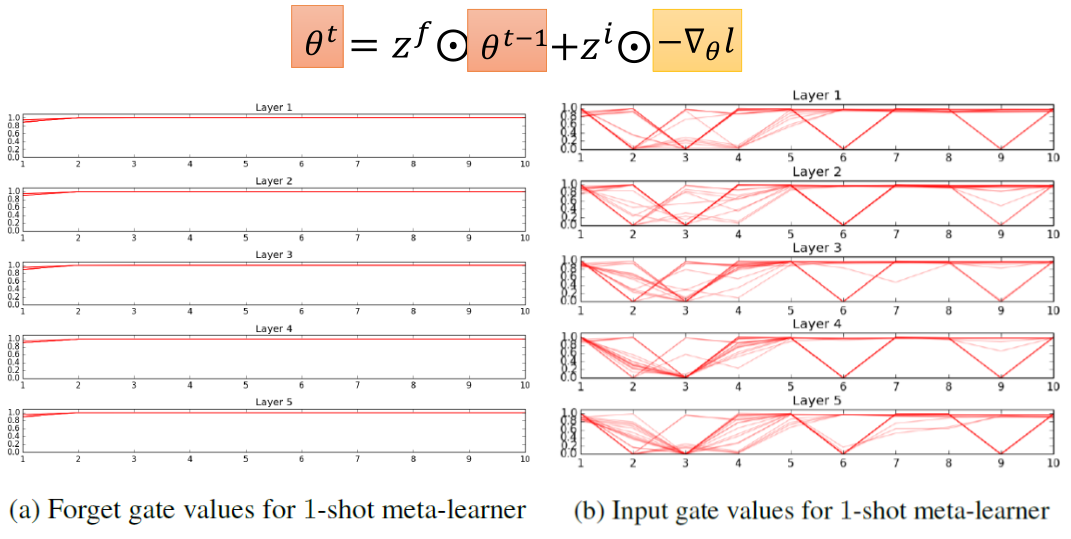 θᵗ = zᶠ ⊙ θᵗ⁻¹ + zⁱ ⊙ −∇θ l
Layer 1
1.0
0.8
0.6
0.4
0.2
0.0
1 2 3 4 5 6 7 8 9 10
Layer 2
1.0
0.8
0.6
0.4
0.2
0.0
1 2 3 4 5 6 7 8 9 10
Layer 3
1.0
0.8
0.6
0.4
0.2
0.0
1 2 3 4 5 6 7 8 9 10
Layer 4
1.0
0.8
0.6
0.4
0.2
0.0
1 2 3 4 5 6 7 8 9 10
Layer 5
1.0
0.8
0.6
0.4
0.2
0.0
1 2 3 4 5 6 7 8 9 10
(a) Forget gate values for 1-shot meta-learner
Layer 1
1.0
0.8
0.6
0.4
0.2
0.0
1 2 3 4 5 6 7 8 9 10
Layer 2
1.0
0.8
0.6
0.4
0.2
0.0
1 2 3 4 5 6 7 8 9 10
Layer 3
1.0
0.8
0.6
0.4
0.2
0.0
1 2 3 4 5 6 7 8 9 10
Layer 4
1.0
0.8
0.6
0.4
0.2
0.0
1 2 3 4 5 6 7 8 9 10
Layer 5
1.0
0.8
0.6
0.4
0.2
0.0
1 2 3 4 5 6 7 8 9 10
(b) Input gate values for 1-shot meta-learner